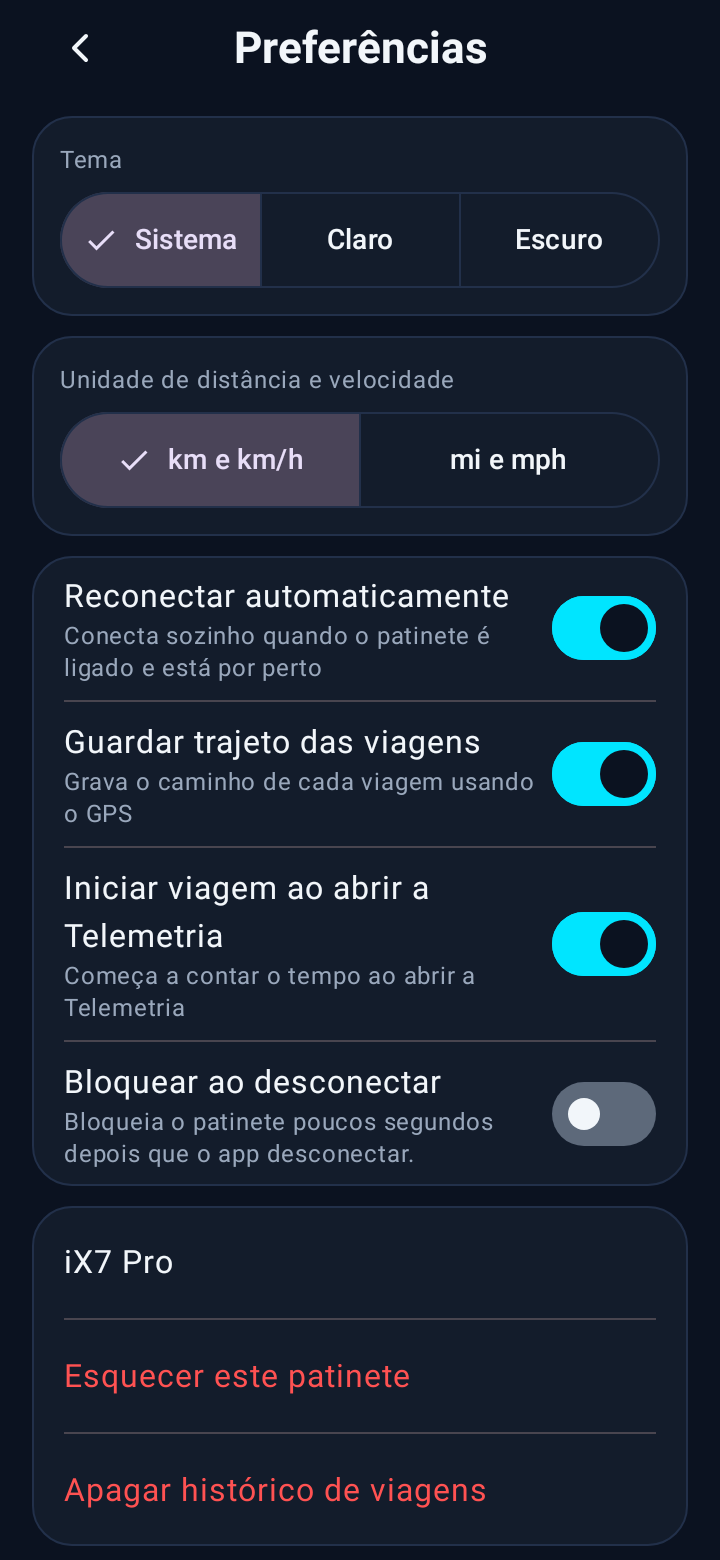 Preferências
Tema
Sistema
Claro
Escuro
Unidade de distância e velocidade
km e km/h
mi e mph
Reconectar automaticamente
Conecta sozinho quando o patinete é
ligado e está por perto
Guardar trajeto das viagens
Grava o caminho de cada viagem usando
o GPS
Iniciar viagem ao abrir a
Telemetria
Começa a contar o tempo ao abrir a
Telemetria
Bloquear ao desconectar
Bloqueia o patinete poucos segundos
depois que o app desconectar.
iX7 Pro
Esquecer este patinete
Apagar histórico de viagens